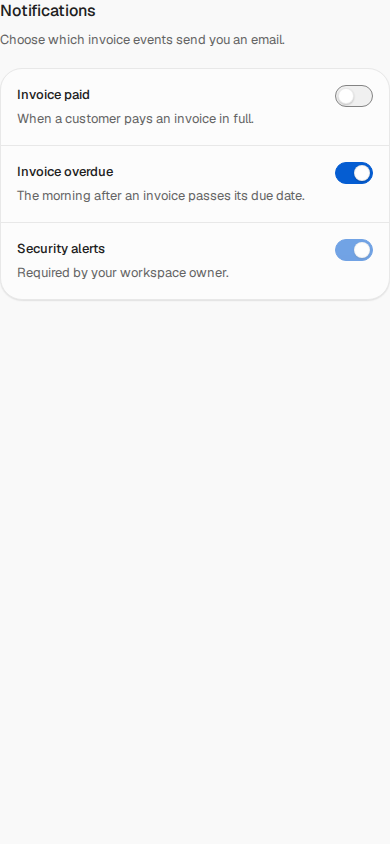 Notifications
Choose which invoice events send you an email.
Invoice paid
When a customer pays an invoice in full.
Invoice overdue
The morning after an invoice passes its due date.
Security alerts
Required by your workspace owner.